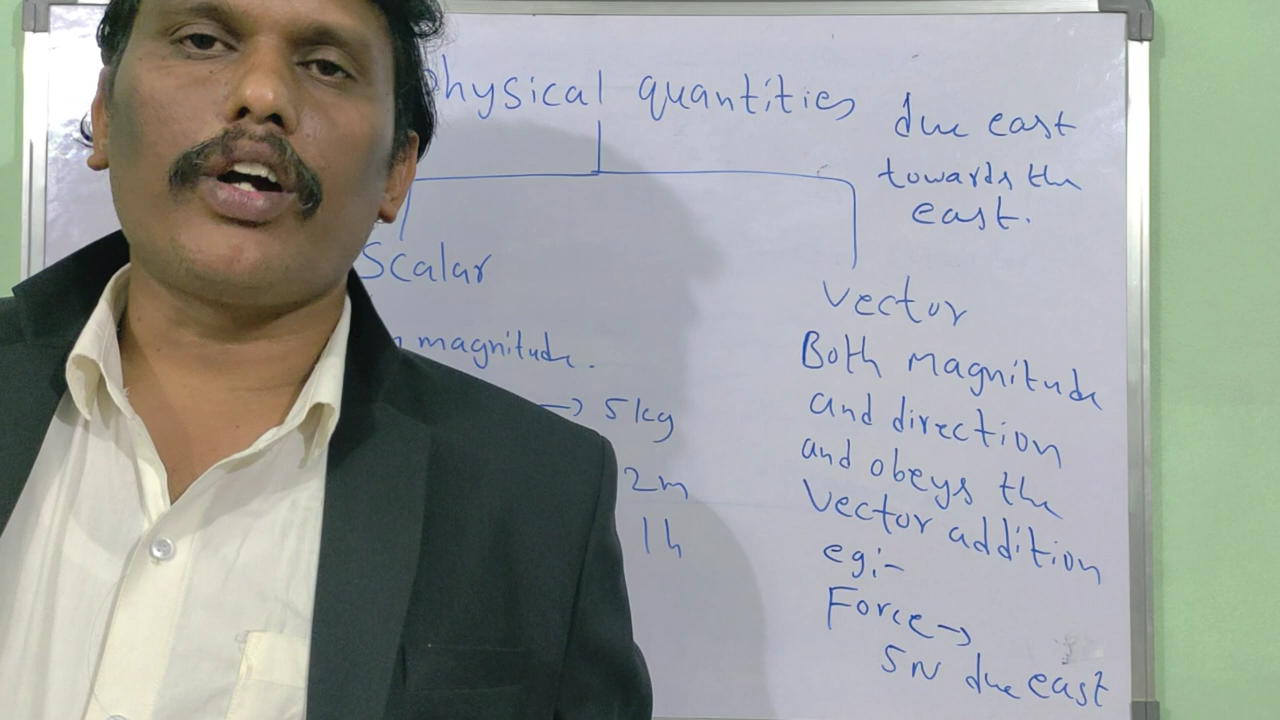 Physical quantities
due east
towards the
east.
Scalar
magnitude.
→ 5kg
2m
1h
Vector
Both magnitude
and direction
and obeys the
Vector addition
eg:-
Force →
5N due east